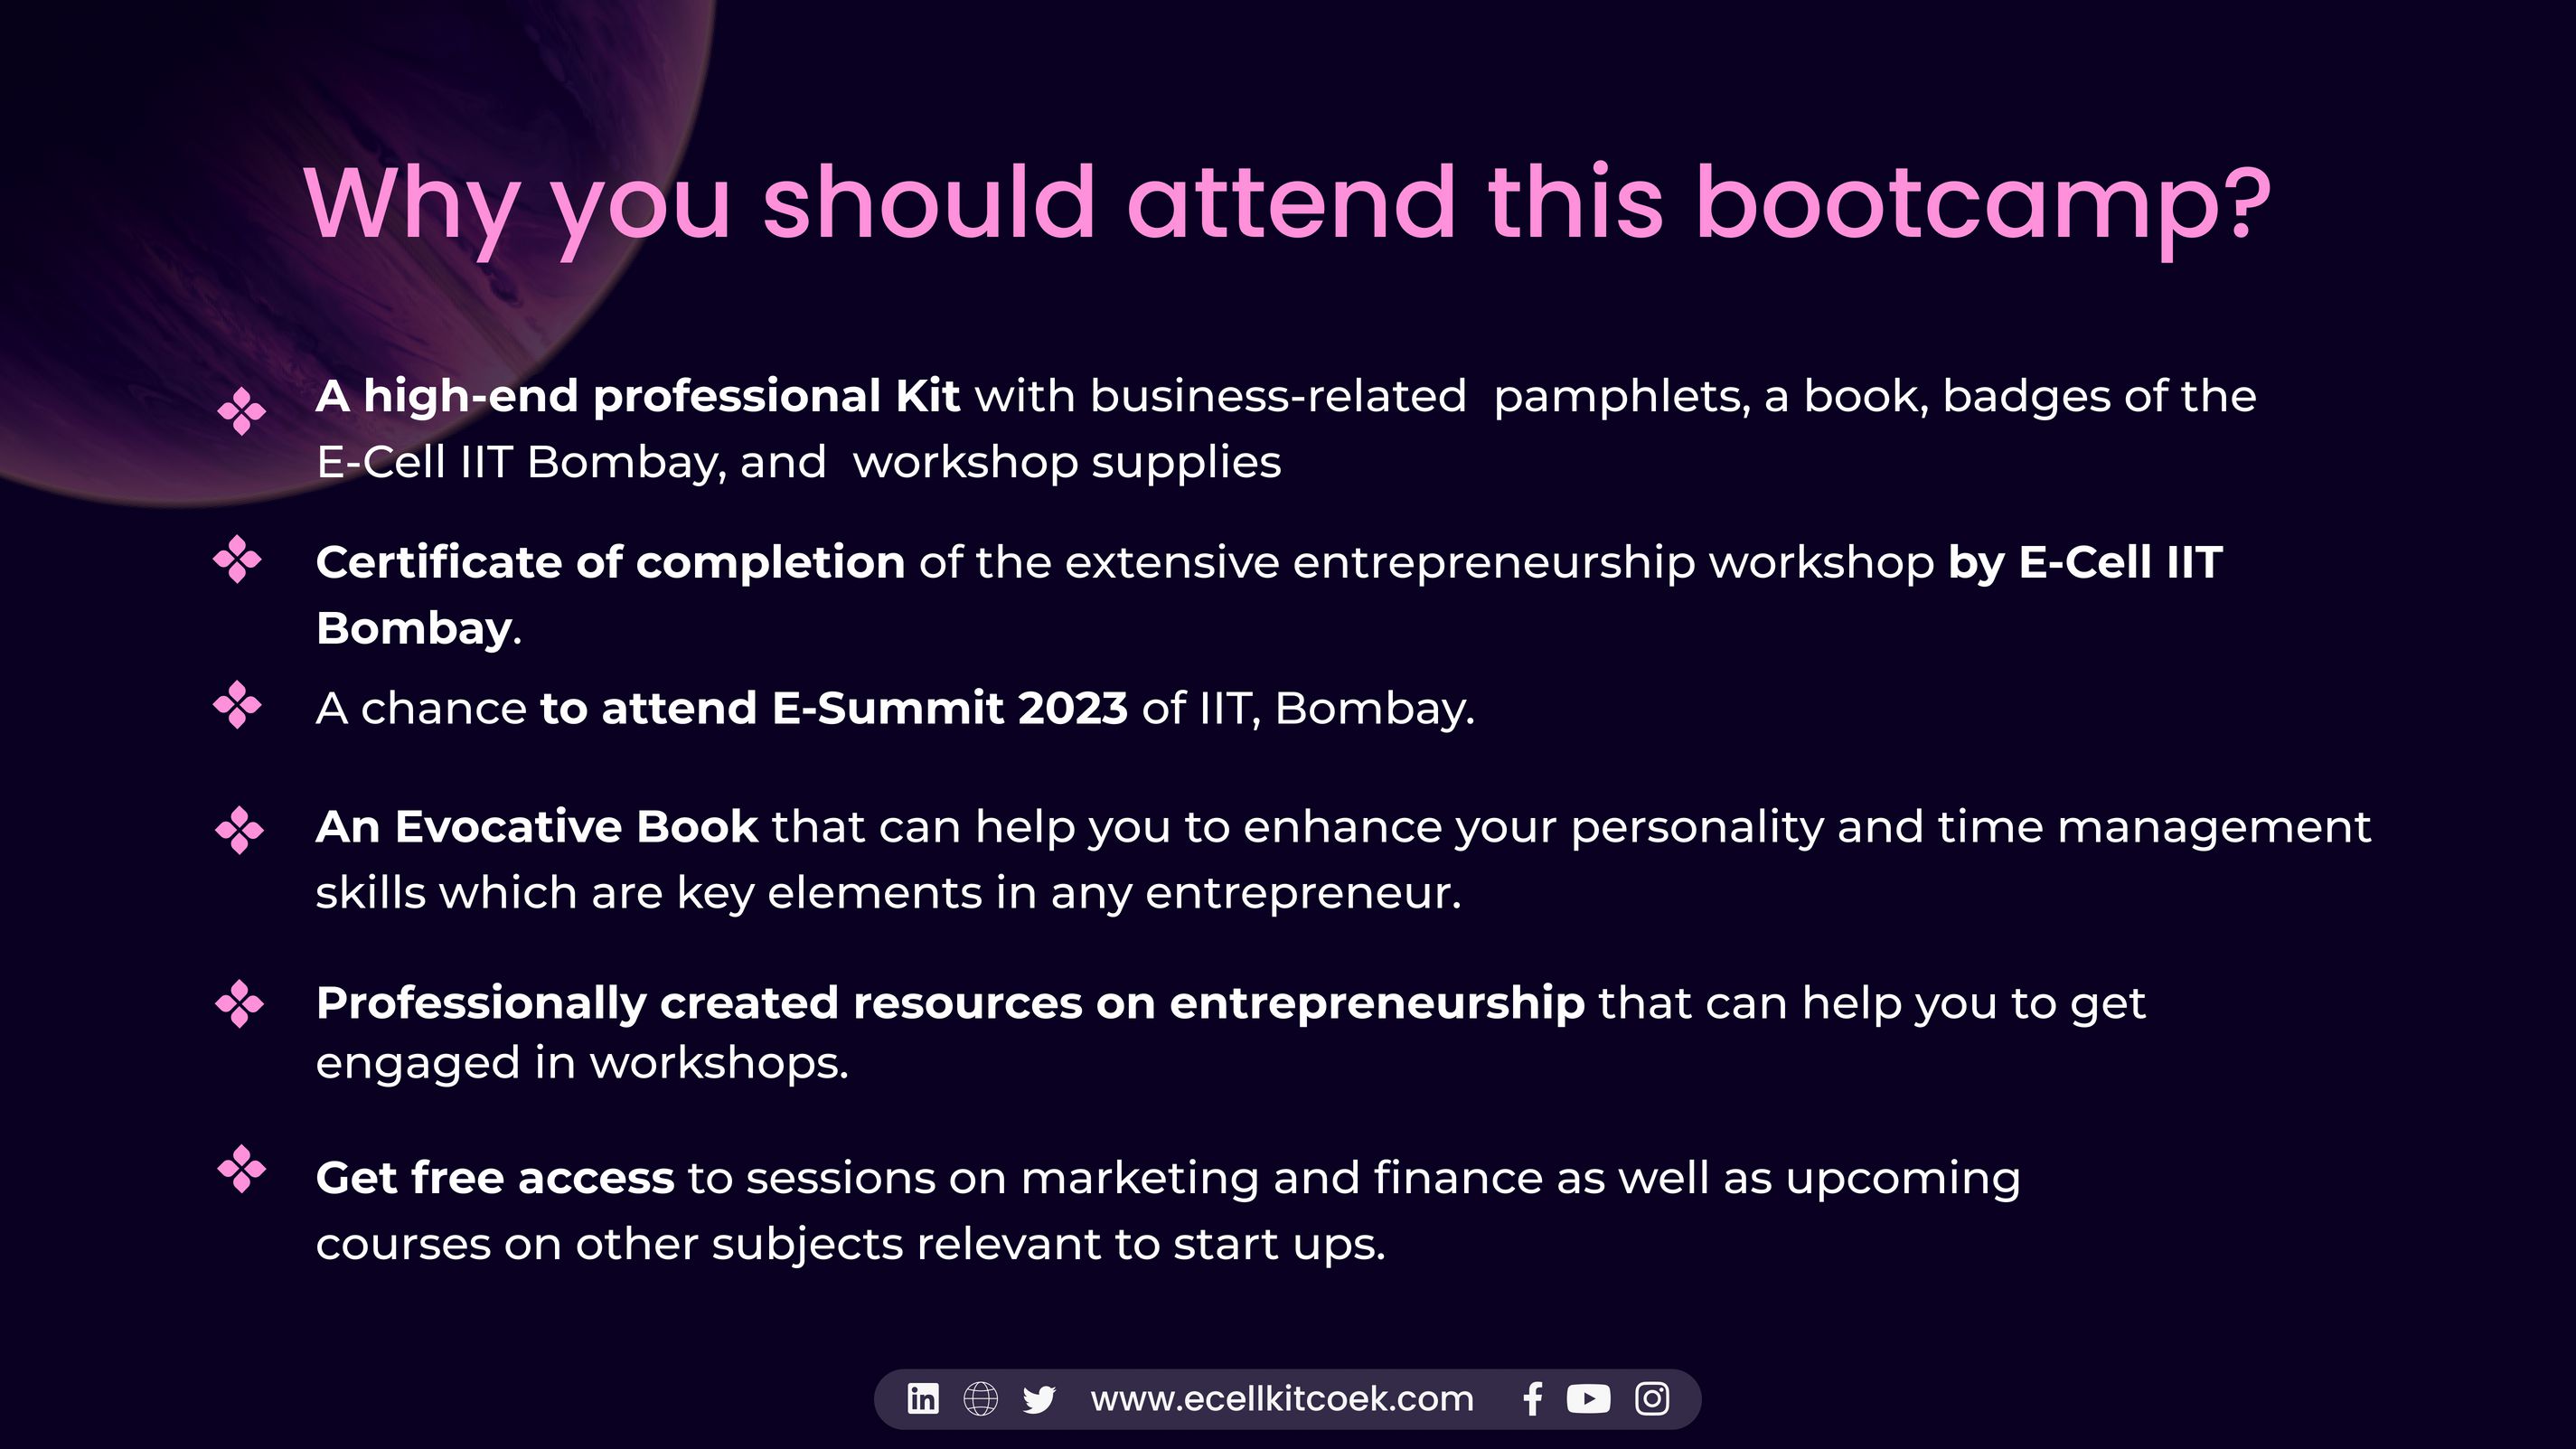 Why you should attend this bootcamp?
A high-end professional Kit with business-related  pamphlets, a book, badges of the
E-Cell IIT Bombay, and  workshop supplies
Certificate of completion of the extensive entrepreneurship workshop by E-Cell IIT
Bombay.
A chance to attend E-Summit 2023 of IIT, Bombay.
An Evocative Book that can help you to enhance your personality and time management
skills which are key elements in any entrepreneur.
Professionally created resources on entrepreneurship that can help you to get
engaged in workshops.
Get free access to sessions on marketing and finance as well as upcoming
courses on other subjects relevant to start ups.
www.ecellkitcoek.com